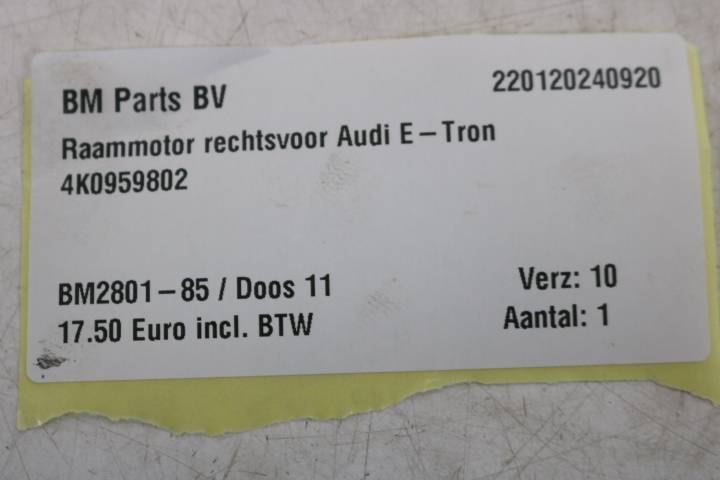 BM Parts BV
220120240920
Raammotor rechtsvoor Audi E-Tron
4K0959802
BM2801-85 / Doos 11
Verz: 10
17.50 Euro incl. BTW
Aantal: 1